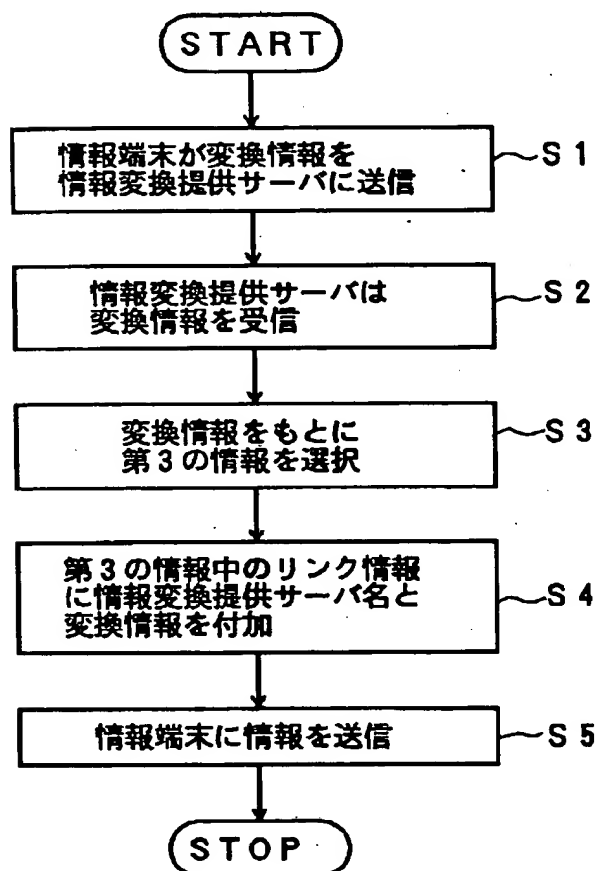 START
情報端末が変換情報を
情報変換提供サーバに送信
S1
情報変換提供サーバは
変換情報を受信
S2
変換情報をもとに
第3の情報を選択
S3
第3の情報中のリンク情報
に情報変換提供サーバ名と
変換情報を付加
S4
情報端末に情報を送信
S5
STOP